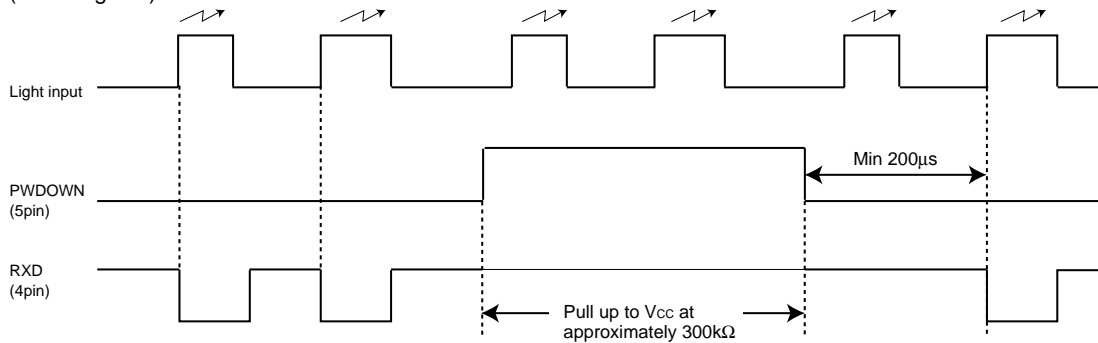 Light input
PWDOWN
(5pin)
Min 200μs
RXD
(4pin)
Pull up to Vcc at
approximately 300kΩ